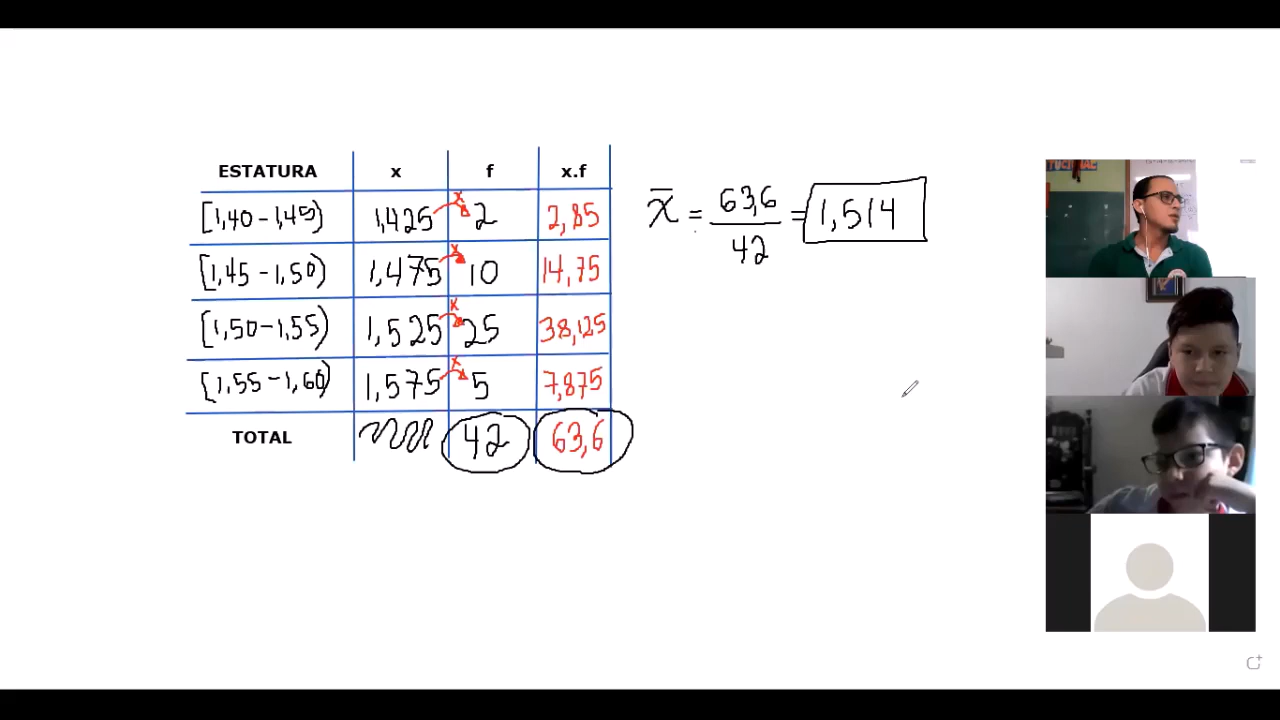 ESTATURA x f x.f
[1,40 - 1,45) 1,425 x 2 2,85
[1,45 - 1,50) 1,475 x 10 14,75
[1,50 - 1,55) 1,525 x 25 38,125
[1,55 - 1,60) 1,575 x 5 7,875
TOTAL 42 63,6
x̄ = 63,6 / 42 = 1,514